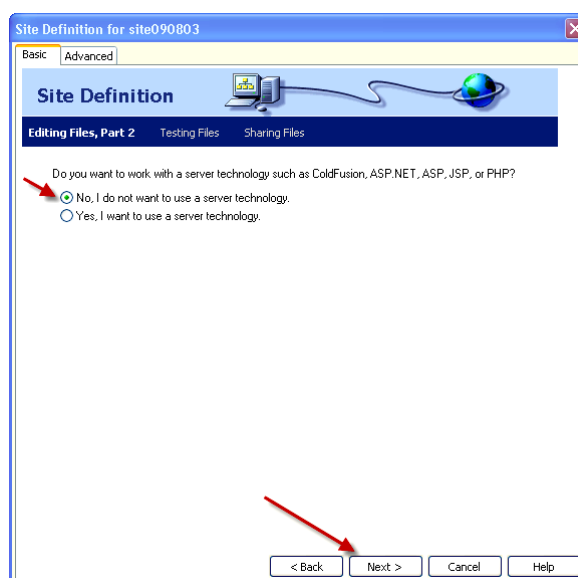 Site Definition for site090803
Basic Advanced
Site Definition
Editing Files, Part 2 Testing Files Sharing Files
Do you want to work with a server technology such as ColdFusion, ASP.NET, ASP, JSP, or PHP?
No, I do not want to use a server technology.
Yes, I want to use a server technology.
< Back Next > Cancel Help